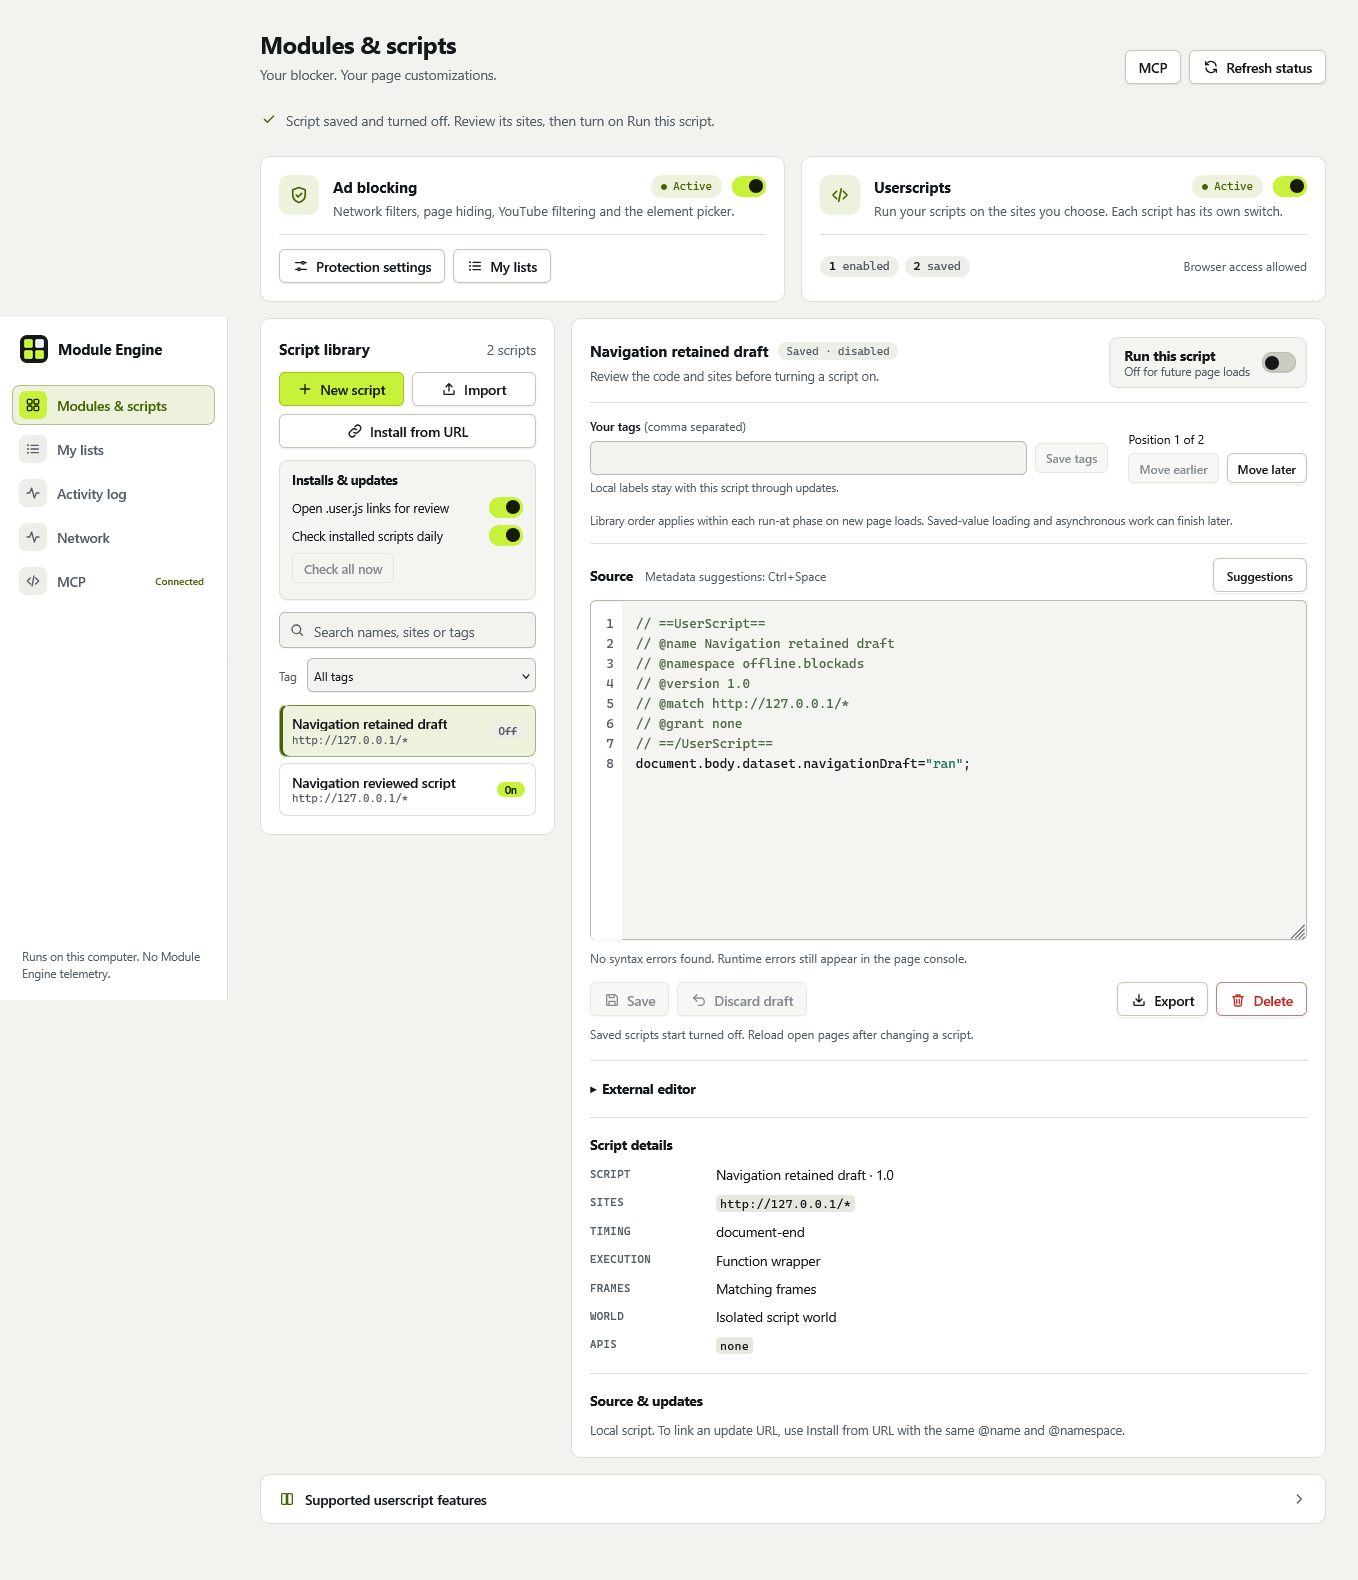 Modules & scripts
Your blocker. Your page customizations.
MCP
Refresh status
Script saved and turned off. Review its sites, then turn on Run this script.
Ad blocking
Active
Network filters, page hiding, YouTube filtering and the element picker.
Protection settings
My lists
Userscripts
Active
Run your scripts on the sites you choose. Each script has its own switch.
1 enabled
2 saved
Browser access allowed
Module Engine
Modules & scripts
My lists
Activity log
Network
MCP
Connected
Runs on this computer. No Module
Engine telemetry.
Script library
2 scripts
New script
Import
Install from URL
Installs & updates
Open .user.js links for review
Check installed scripts daily
Check all now
Search names, sites or tags
Tag
All tags
Navigation retained draft
http://127.0.0.1/*
Off
Navigation reviewed script
http://127.0.0.1/*
On
Navigation retained draft
Saved · disabled
Review the code and sites before turning a script on.
Run this script
Off for future page loads
Your tags (comma separated)
Save tags
Local labels stay with this script through updates.
Position 1 of 2
Move earlier
Move later
Library order applies within each run-at phase on new page loads. Saved-value loading and asynchronous work can finish later.
Source
Metadata suggestions: Ctrl+Space
Suggestions
1 // ==UserScript==
2 // @name Navigation retained draft
3 // @namespace offline.blockads
4 // @version 1.0
5 // @match http://127.0.0.1/*
6 // @grant none
7 // ==/UserScript==
8 document.body.dataset.navigationDraft="ran";
No syntax errors found. Runtime errors still appear in the page console.
Save
Discard draft
Export
Delete
Saved scripts start turned off. Reload open pages after changing a script.
External editor
Script details
SCRIPT Navigation retained draft · 1.0
SITES http://127.0.0.1/*
TIMING document-end
EXECUTION Function wrapper
FRAMES Matching frames
WORLD Isolated script world
APIS none
Source & updates
Local script. To link an update URL, use Install from URL with the same @name and @namespace.
Supported userscript features